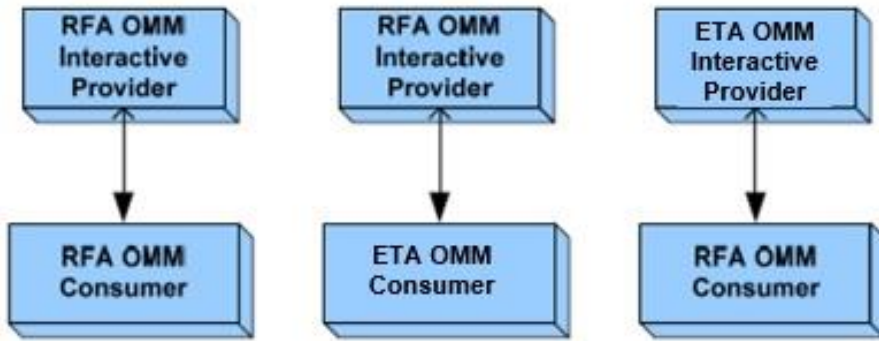 RFA OMM
Interactive
Provider
RFA OMM
Interactive
Provider
ETA OMM
Interactive
Provider
RFA OMM
Consumer
ETA OMM
Consumer
RFA OMM
Consumer